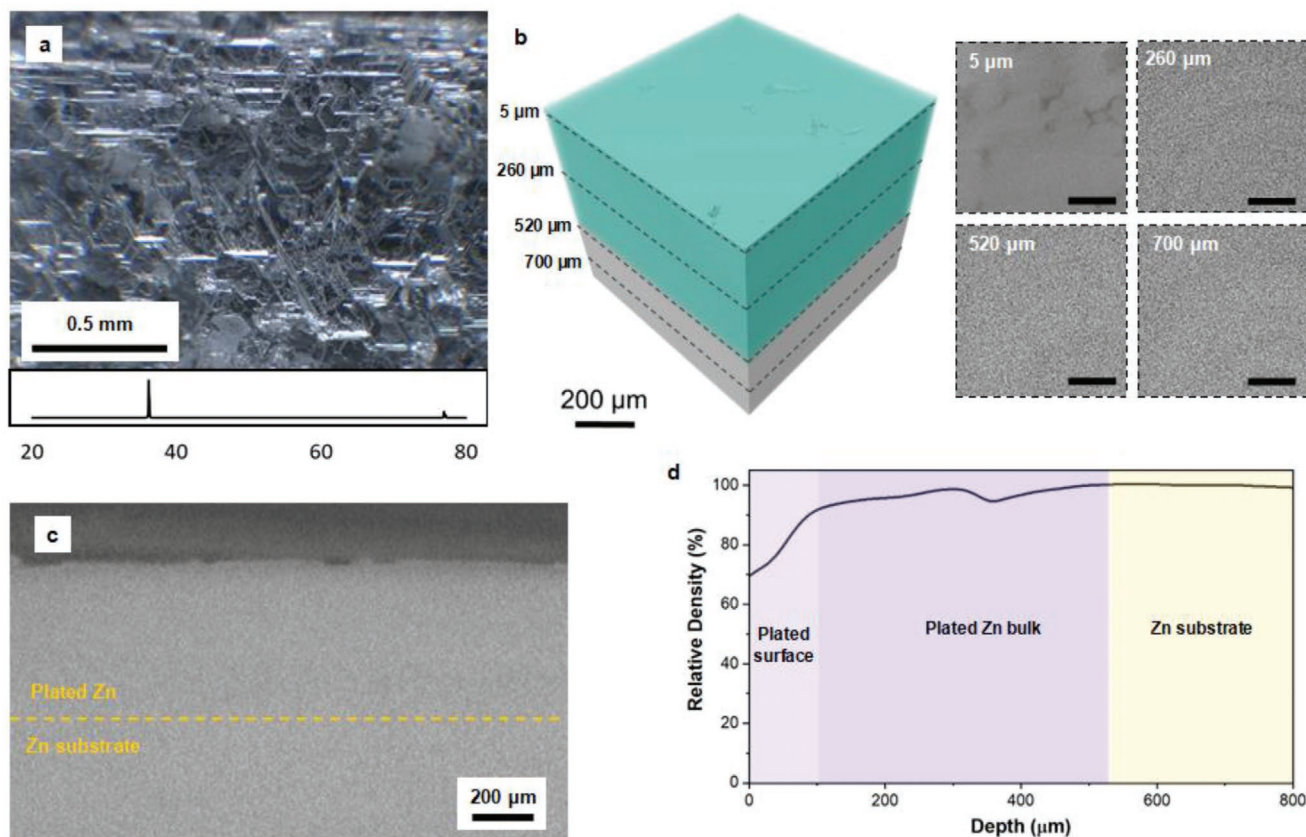 a
0.5 mm
20 40 60 80
b
5 µm
260 µm
520 µm
700 µm
200 µm
5 µm
260 µm
520 µm
700 µm
c
Plated Zn
Zn substrate
200 µm
d
Relative Density (%)
100
80
60
40
20
0
Plated
surface
Plated Zn bulk
Zn substrate
0 200 400 600 800
Depth (µm)